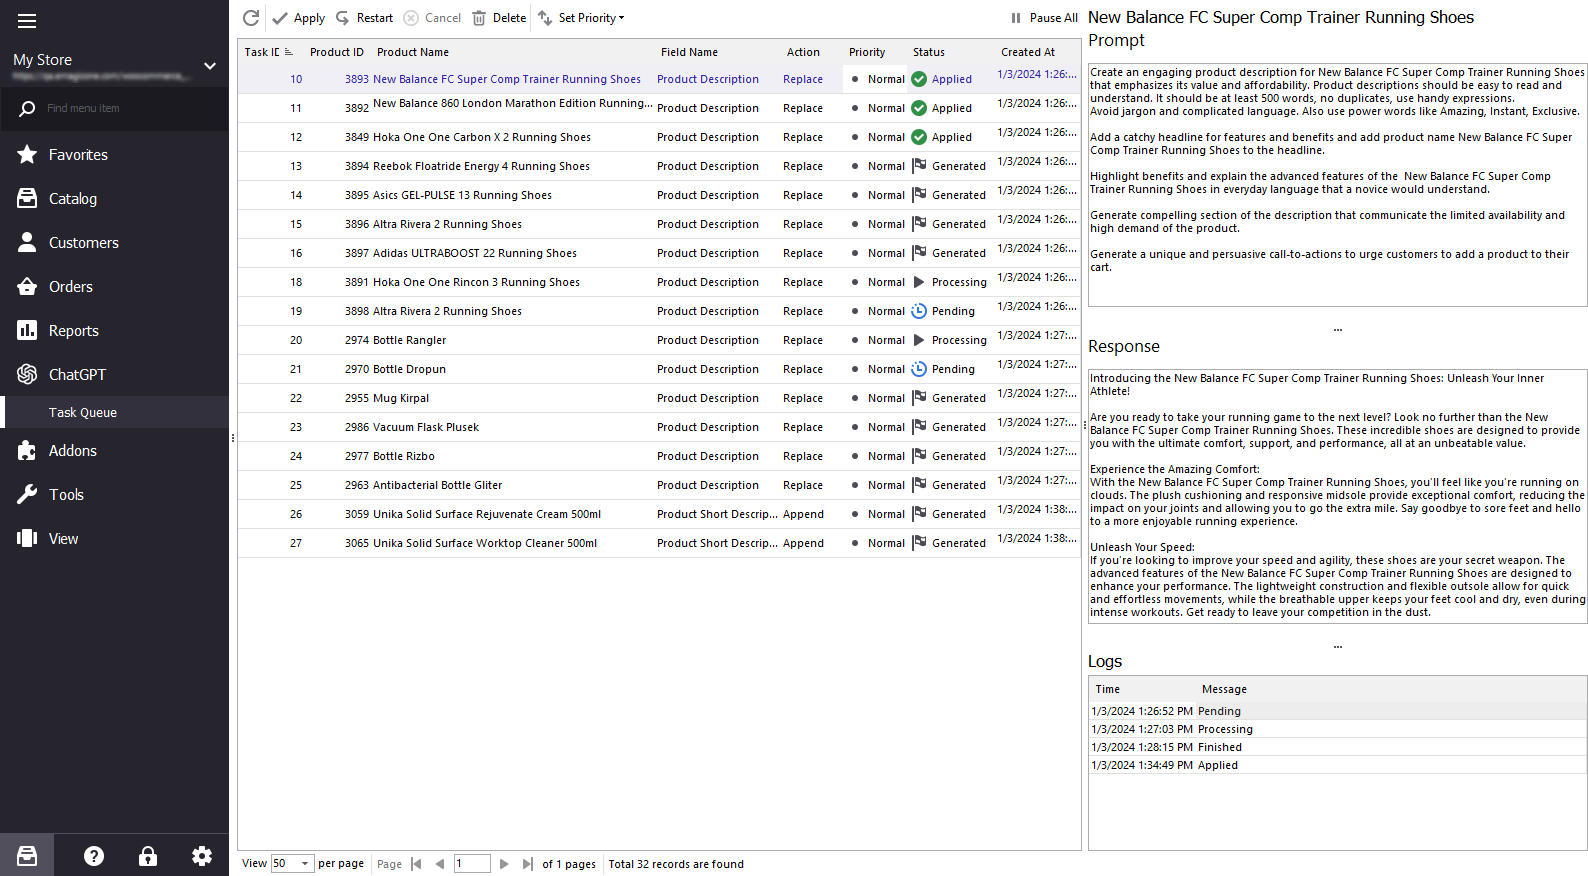 My Store
Find menu item
Favorites
Catalog
Customers
Orders
Reports
ChatGPT
Task Queue
Addons
Tools
View
Apply Restart Cancel Delete Set Priority Pause All
Task ID Product ID Product Name Field Name Action Priority Status Created At
10 3893 New Balance FC Super Comp Trainer Running Shoes Product Description Replace Normal Applied 1/3/2024 1:26:...
11 3892 New Balance 860 London Marathon Edition Running... Product Description Replace Normal Applied 1/3/2024 1:26:...
12 3849 Hoka One One Carbon X 2 Running Shoes Product Description Replace Normal Applied 1/3/2024 1:26:...
13 3894 Reebok Floatride Energy 4 Running Shoes Product Description Replace Normal Generated 1/3/2024 1:26:...
14 3895 Asics GEL-PULSE 13 Running Shoes Product Description Replace Normal Generated 1/3/2024 1:26:...
15 3896 Altra Rivera 2 Running Shoes Product Description Replace Normal Generated 1/3/2024 1:26:...
16 3897 Adidas ULTRABOOST 22 Running Shoes Product Description Replace Normal Generated 1/3/2024 1:26:...
18 3891 Hoka One One Rincon 3 Running Shoes Product Description Replace Normal Processing 1/3/2024 1:26:...
19 3898 Altra Rivera 2 Running Shoes Product Description Replace Normal Pending 1/3/2024 1:26:...
20 2974 Bottle Rangler Product Description Replace Normal Processing 1/3/2024 1:27:...
21 2970 Bottle Dropun Product Description Replace Normal Pending 1/3/2024 1:27:...
22 2955 Mug Kirpal Product Description Replace Normal Generated 1/3/2024 1:27:...
23 2986 Vacuum Flask Plusek Product Description Replace Normal Generated 1/3/2024 1:27:...
24 2977 Bottle Rizbo Product Description Replace Normal Generated 1/3/2024 1:27:...
25 2963 Antibacterial Bottle Gliter Product Description Replace Normal Generated 1/3/2024 1:27:...
26 3059 Unika Solid Surface Rejuvenate Cream 500ml Product Short Descrip... Append Normal Generated 1/3/2024 1:38:...
27 3065 Unika Solid Surface Worktop Cleaner 500ml Product Short Descrip... Append Normal Generated 1/3/2024 1:38:...
View 50 per page Page 1 of 1 pages Total 32 records are found
New Balance FC Super Comp Trainer Running Shoes
Prompt
Create an engaging product description for New Balance FC Super Comp Trainer Running Shoes
that emphasizes its value and affordability. Product descriptions should be easy to read and
understand. It should be at least 500 words, no duplicates, use handy expressions.
Avoid jargon and complicated language. Also use power words like Amazing, Instant, Exclusive.
Add a catchy headline for features and benefits and add product name New Balance FC Super
Comp Trainer Running Shoes to the headline.
Highlight benefits and explain the advanced features of the New Balance FC Super Comp
Trainer Running Shoes in everyday language that a novice would understand.
Generate compelling section of the description that communicate the limited availability and
high demand of the product.
Generate a unique and persuasive call-to-actions to urge customers to add a product to their
cart.
...
Response
Introducing the New Balance FC Super Comp Trainer Running Shoes: Unleash Your Inner
Athlete!
Are you ready to take your running game to the next level? Look no further than the New
Balance FC Super Comp Trainer Running Shoes. These incredible shoes are designed to provide
you with the ultimate comfort, support, and performance, all at an unbeatable value.
Experience the Amazing Comfort:
With the New Balance FC Super Comp Trainer Running Shoes, you'll feel like you're running on
clouds. The plush cushioning and responsive midsole provide exceptional comfort, reducing the
impact on your joints and allowing you to go the extra mile. Say goodbye to sore feet and hello
to a more enjoyable running experience.
Unleash Your Speed:
If you're looking to improve your speed and agility, these shoes are your secret weapon. The
advanced features of the New Balance FC Super Comp Trainer Running Shoes are designed to
enhance your performance. The lightweight construction and flexible outsole allow for quick
and effortless movements, while the breathable upper keeps your feet cool and dry, even during
intense workouts. Get ready to leave your competition in the dust.
...
Logs
Time Message
1/3/2024 1:26:52 PM Pending
1/3/2024 1:27:03 PM Processing
1/3/2024 1:28:15 PM Finished
1/3/2024 1:34:49 PM Applied